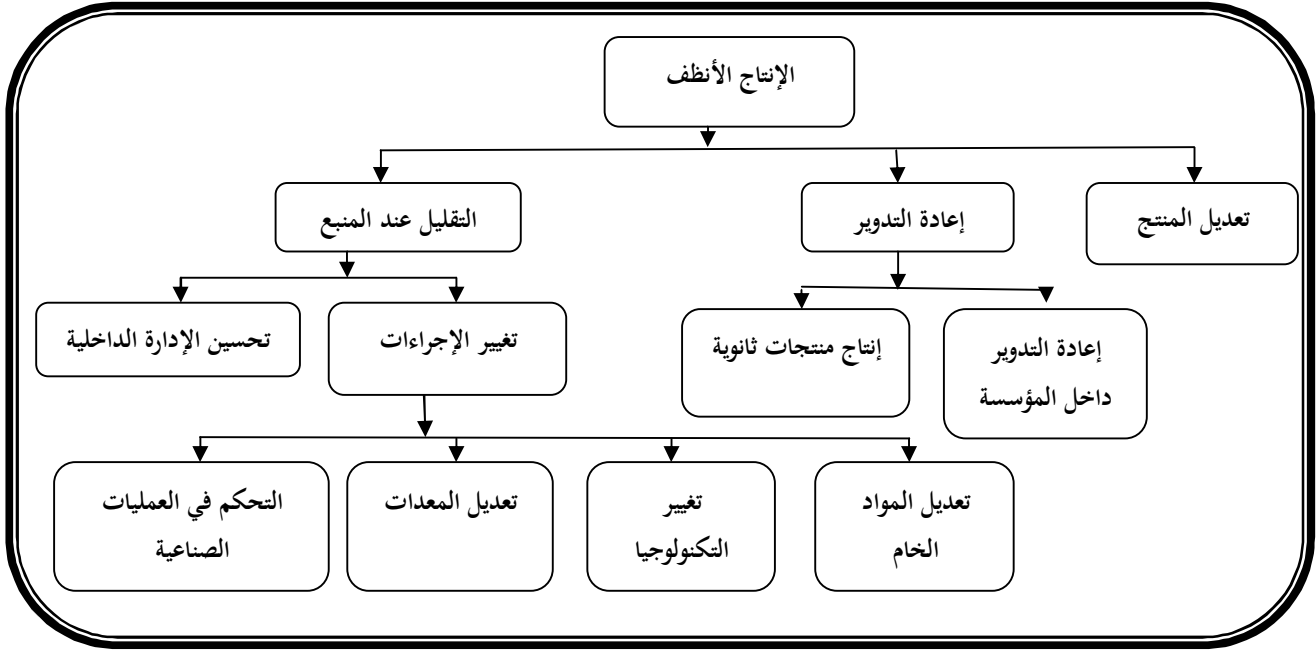 الإنتاج الأنظف
تعديل المنتج
إعادة التدوير
التقليل عند المنبع
إعادة التدوير
داخل المؤسسة
إنتاج منتجات ثانوية
تغيير الإجراءات
تحسين الإدارة الداخلية
تعديل المواد
الخام
تغيير
التكنولوجيا
تعديل المعدات
التحكم في العمليات
الصناعية